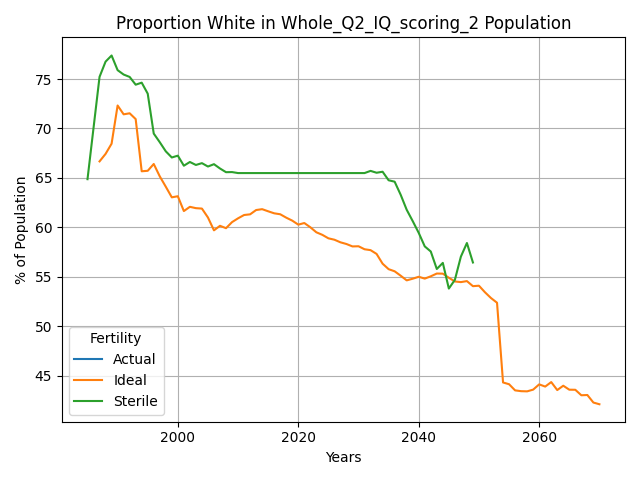 Proportion White in Whole_Q2_IQ_scoring_2 Population
% of Population
75
70
65
60
55
50
45
Fertility
Actual
Ideal
Sterile
2000
2020
2040
2060
Years